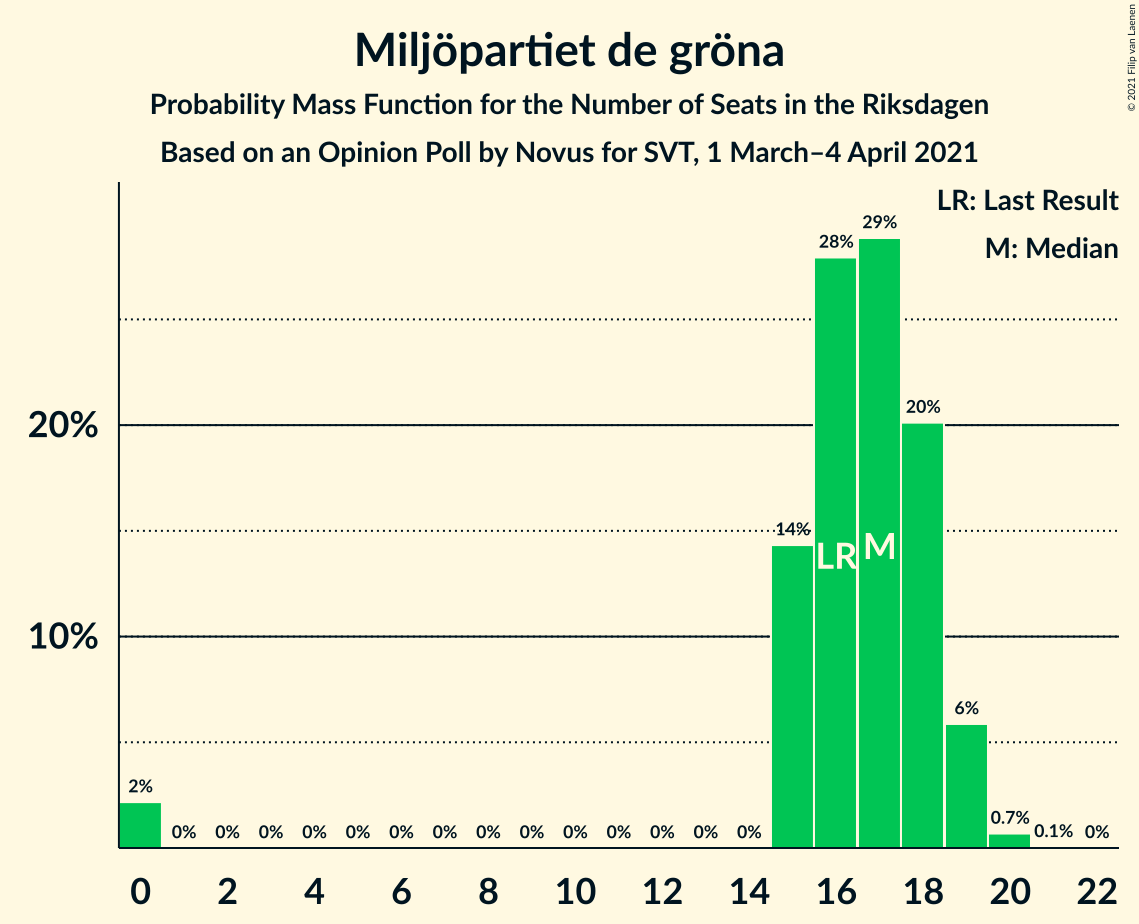 Miljöpartiet de gröna
Probability Mass Function for the Number of Seats in the Riksdagen
Based on an Opinion Poll by Novus for SVT, 1 March–4 April 2021
© 2021 Filip van Laenen
LR: Last Result
M: Median
20%
10%
2% 0% 0% 0% 0% 0% 0% 0% 0% 0% 0% 0% 0% 0% 0% 14% 28% 29% 20% 6% 0.7% 0.1% 0%
LR M
0 2 4 6 8 10 12 14 16 18 20 22